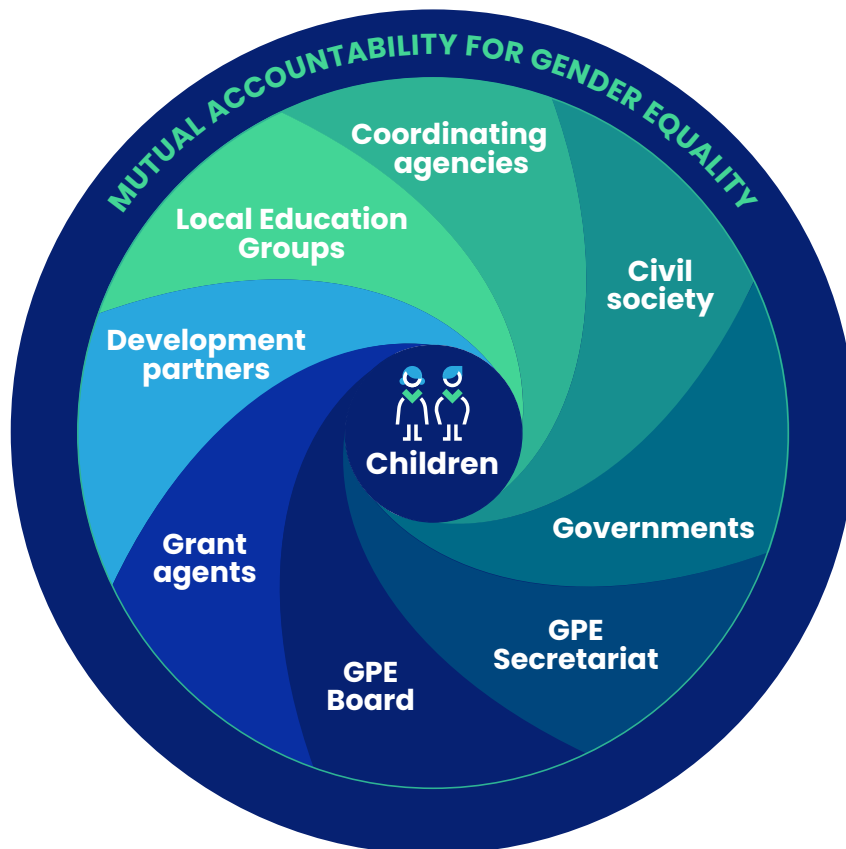 MUTUAL ACCOUNTABILITY FOR GENDER EQUALITY
Coordinating
agencies
Local Education
Groups
Civil
society
Development
partners
Children
Governments
Grant
agents
GPE
Secretariat
GPE
Board